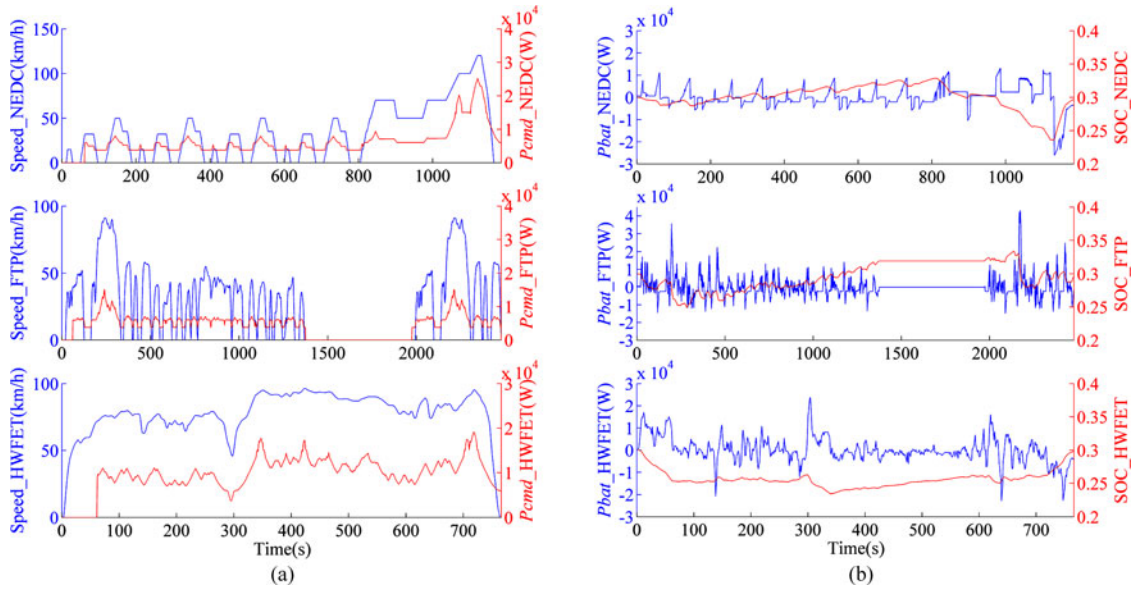 Speed_NEDC(km/h)
150
100
50
0
x 10^4
4
3
2
1
0
Pcmd_NEDC(W)
0 200 400 600 800 1000
Speed_FTP(km/h)
100
50
0
x 10^4
4
3
2
1
0
Pcmd_FTP(W)
0 500 1000 1500 2000
Speed_HWFET(km/h)
100
50
0
x 10^4
3
2
1
0
Pcmd_HWFET(W)
0 100 200 300 400 500 600 700
Time(s)
(a)
Pbat_NEDC(W)
x 10^4
3
2
1
0
-1
-2
-3
0.4
0.35
0.3
0.25
0.2
SOC_NEDC
0 200 400 600 800 1000
Pbat_FTP(W)
x 10^4
4
3
2
1
0
-1
-2
-3
0.4
0.35
0.3
0.25
0.2
SOC_FTP
0 500 1000 1500 2000
Pbat_HWFET(W)
x 10^4
3
2
1
0
-1
-2
-3
0.4
0.35
0.3
0.25
0.2
SOC_HWFET
0 100 200 300 400 500 600 700
Time(s)
(b)